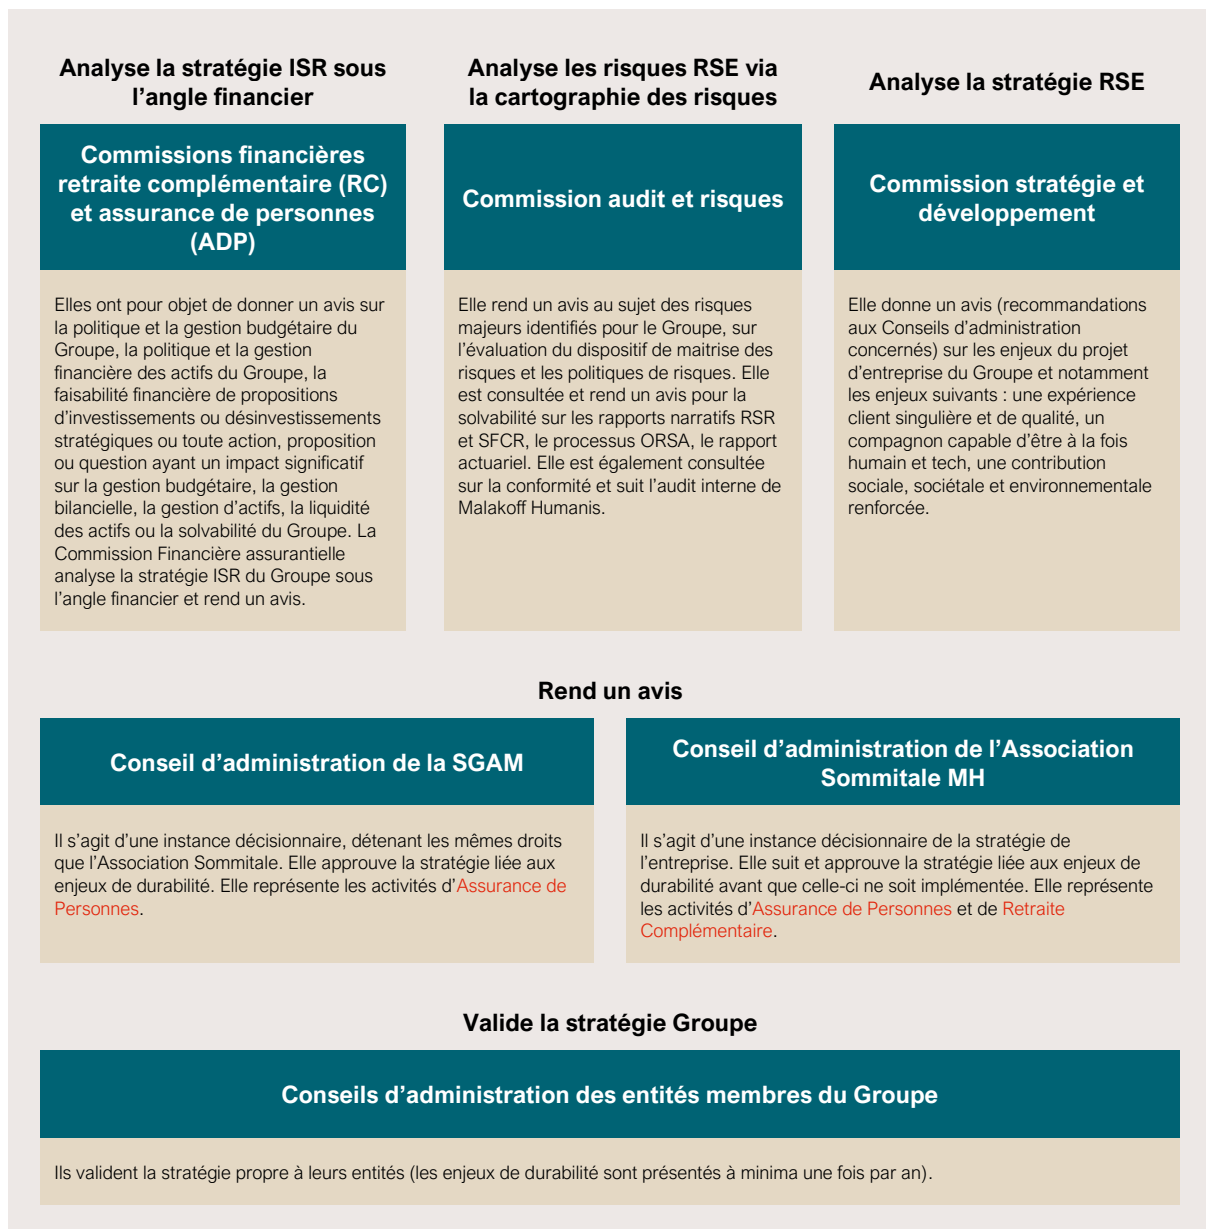 Analyse la stratégie ISR sous
l’angle financier
Commissions financières
retraite complémentaire (RC)
et assurance de personnes
(ADP)
Elles ont pour objet de donner un avis sur
la politique et la gestion budgétaire du
Groupe, la politique et la gestion
financière des actifs du Groupe, la
faisabilité financière de propositions
d’investissements ou désinvestissements
stratégiques ou toute action, proposition
ou question ayant un impact significatif
sur la gestion budgétaire, la gestion
bilancielle, la gestion d’actifs, la liquidité
des actifs ou la solvabilité du Groupe. La
Commission Financière assurantielle
analyse la stratégie ISR du Groupe sous
l’angle financier et rend un avis.
Analyse les risques RSE via
la cartographie des risques
Commission audit et risques
Elle rend un avis au sujet des risques
majeurs identifiés pour le Groupe, sur
l’évaluation du dispositif de maitrise des
risques et les politiques de risques. Elle
est consultée et rend un avis pour la
solvabilité sur les rapports narratifs RSR
et SFCR, le processus ORSA, le rapport
actuariel. Elle est également consultée
sur la conformité et suit l’audit interne de
Malakoff Humanis.
Analyse la stratégie RSE
Commission stratégie et
développement
Elle donne un avis (recommandations
aux Conseils d’administration
concernés) sur les enjeux du projet
d’entreprise du Groupe et notamment
les enjeux suivants : une expérience
client singulière et de qualité, un
compagnon capable d’être à la fois
humain et tech, une contribution
sociale, sociétale et environnementale
renforcée.
Rend un avis
Conseil d’administration de la SGAM
Il s’agit d’une instance décisionnaire, détenant les mêmes droits
que l’Association Sommitale. Elle approuve la stratégie liée aux
enjeux de durabilité. Elle représente les activités d’Assurance de
Personnes.
Conseil d’administration de l’Association
Sommitale MH
Il s’agit d’une instance décisionnaire de la stratégie de
l’entreprise. Elle suit et approuve la stratégie liée aux enjeux de
durabilité avant que celle-ci ne soit implémentée. Elle représente
les activités d’Assurance de Personnes et de Retraite
Complémentaire.
Valide la stratégie Groupe
Conseils d’administration des entités membres du Groupe
Ils valident la stratégie propre à leurs entités (les enjeux de durabilité sont présentés à minima une fois par an).